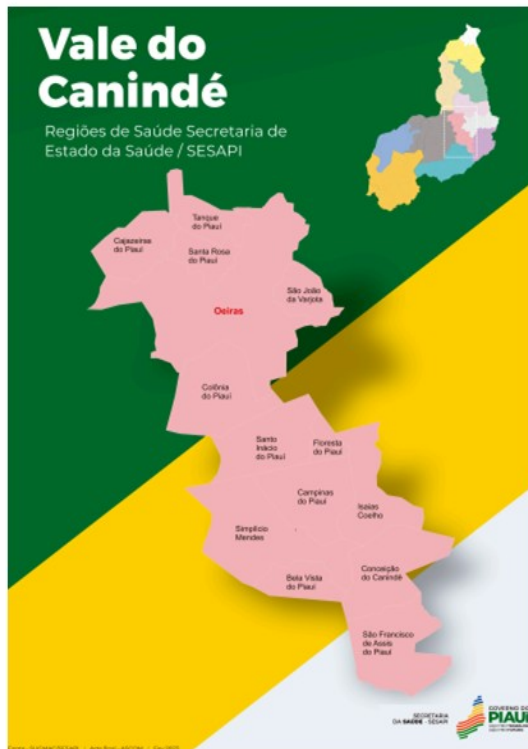 Vale do
Canindé
Regiões de Saúde Secretaria de
Estado da Saúde / SESAPI
Tanque
do Piauí
Cajazeiras
do Piauí
Santa Rosa
do Piauí
São João
da Varjota
Oeiras
Colônia
do Piauí
Santo
Inácio
do Piauí
Floresta
do Piauí
Campinas
do Piauí
Isaías
Coelho
Simplício
Mendes
Conceição
do Canindé
Bela Vista
do Piauí
São Francisco
de Assis
do Piauí
SECRETARIA
DA SAÚDE - SESAPI
GOVERNO DO
PIAUÍ